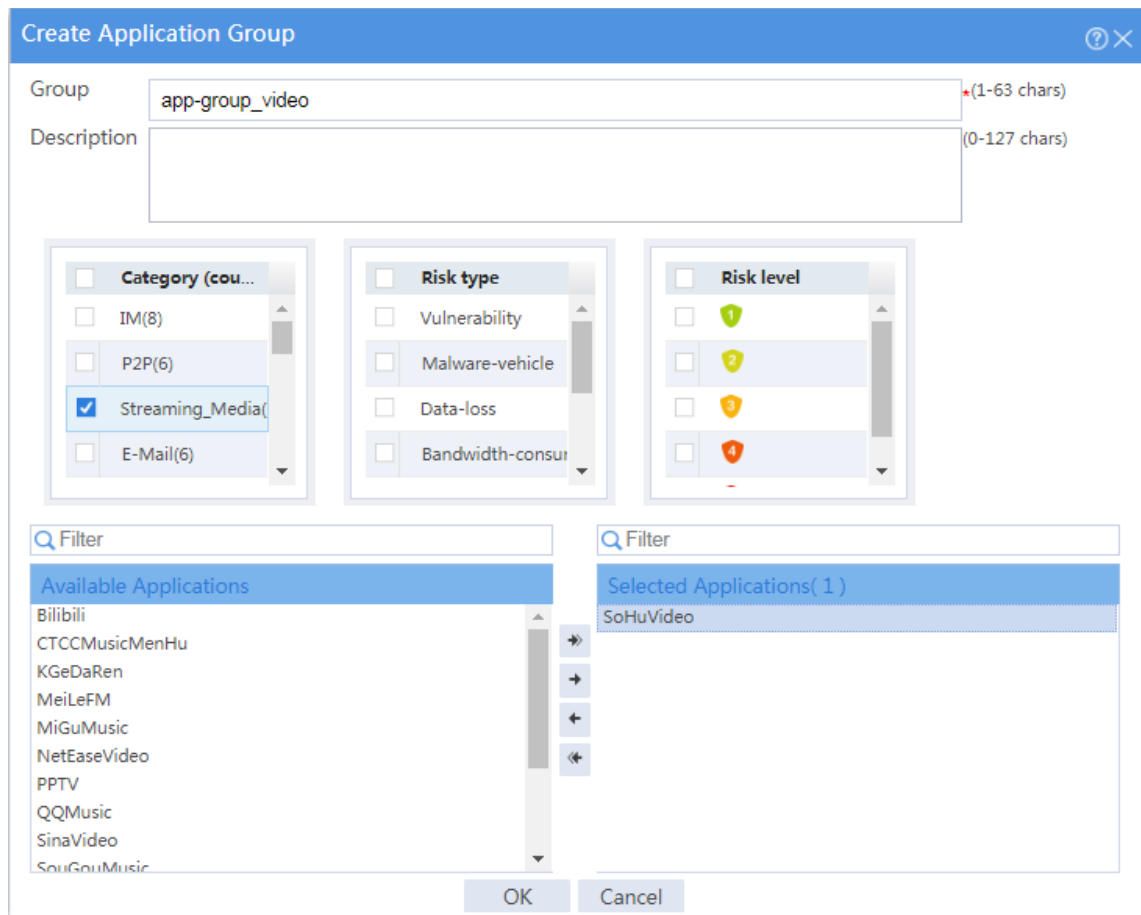 Create Application Group
Group
app-group_video
*(1-63 chars)
Description
(0-127 chars)
Category (cou...
IM(8)
P2P(6)
Streaming_Media(
E-Mail(6)
Risk type
Vulnerability
Malware-vehicle
Data-loss
Bandwidth-consu
Risk level
1
2
3
4
Filter
Available Applications
Bilibili
CTCCMusicMenHu
KGeDaRen
MeiLeFM
MiGuMusic
NetEaseVideo
PPTV
QQMusic
SinaVideo
SouGouMusic
Filter
Selected Applications( 1 )
SoHuVideo
OK Cancel